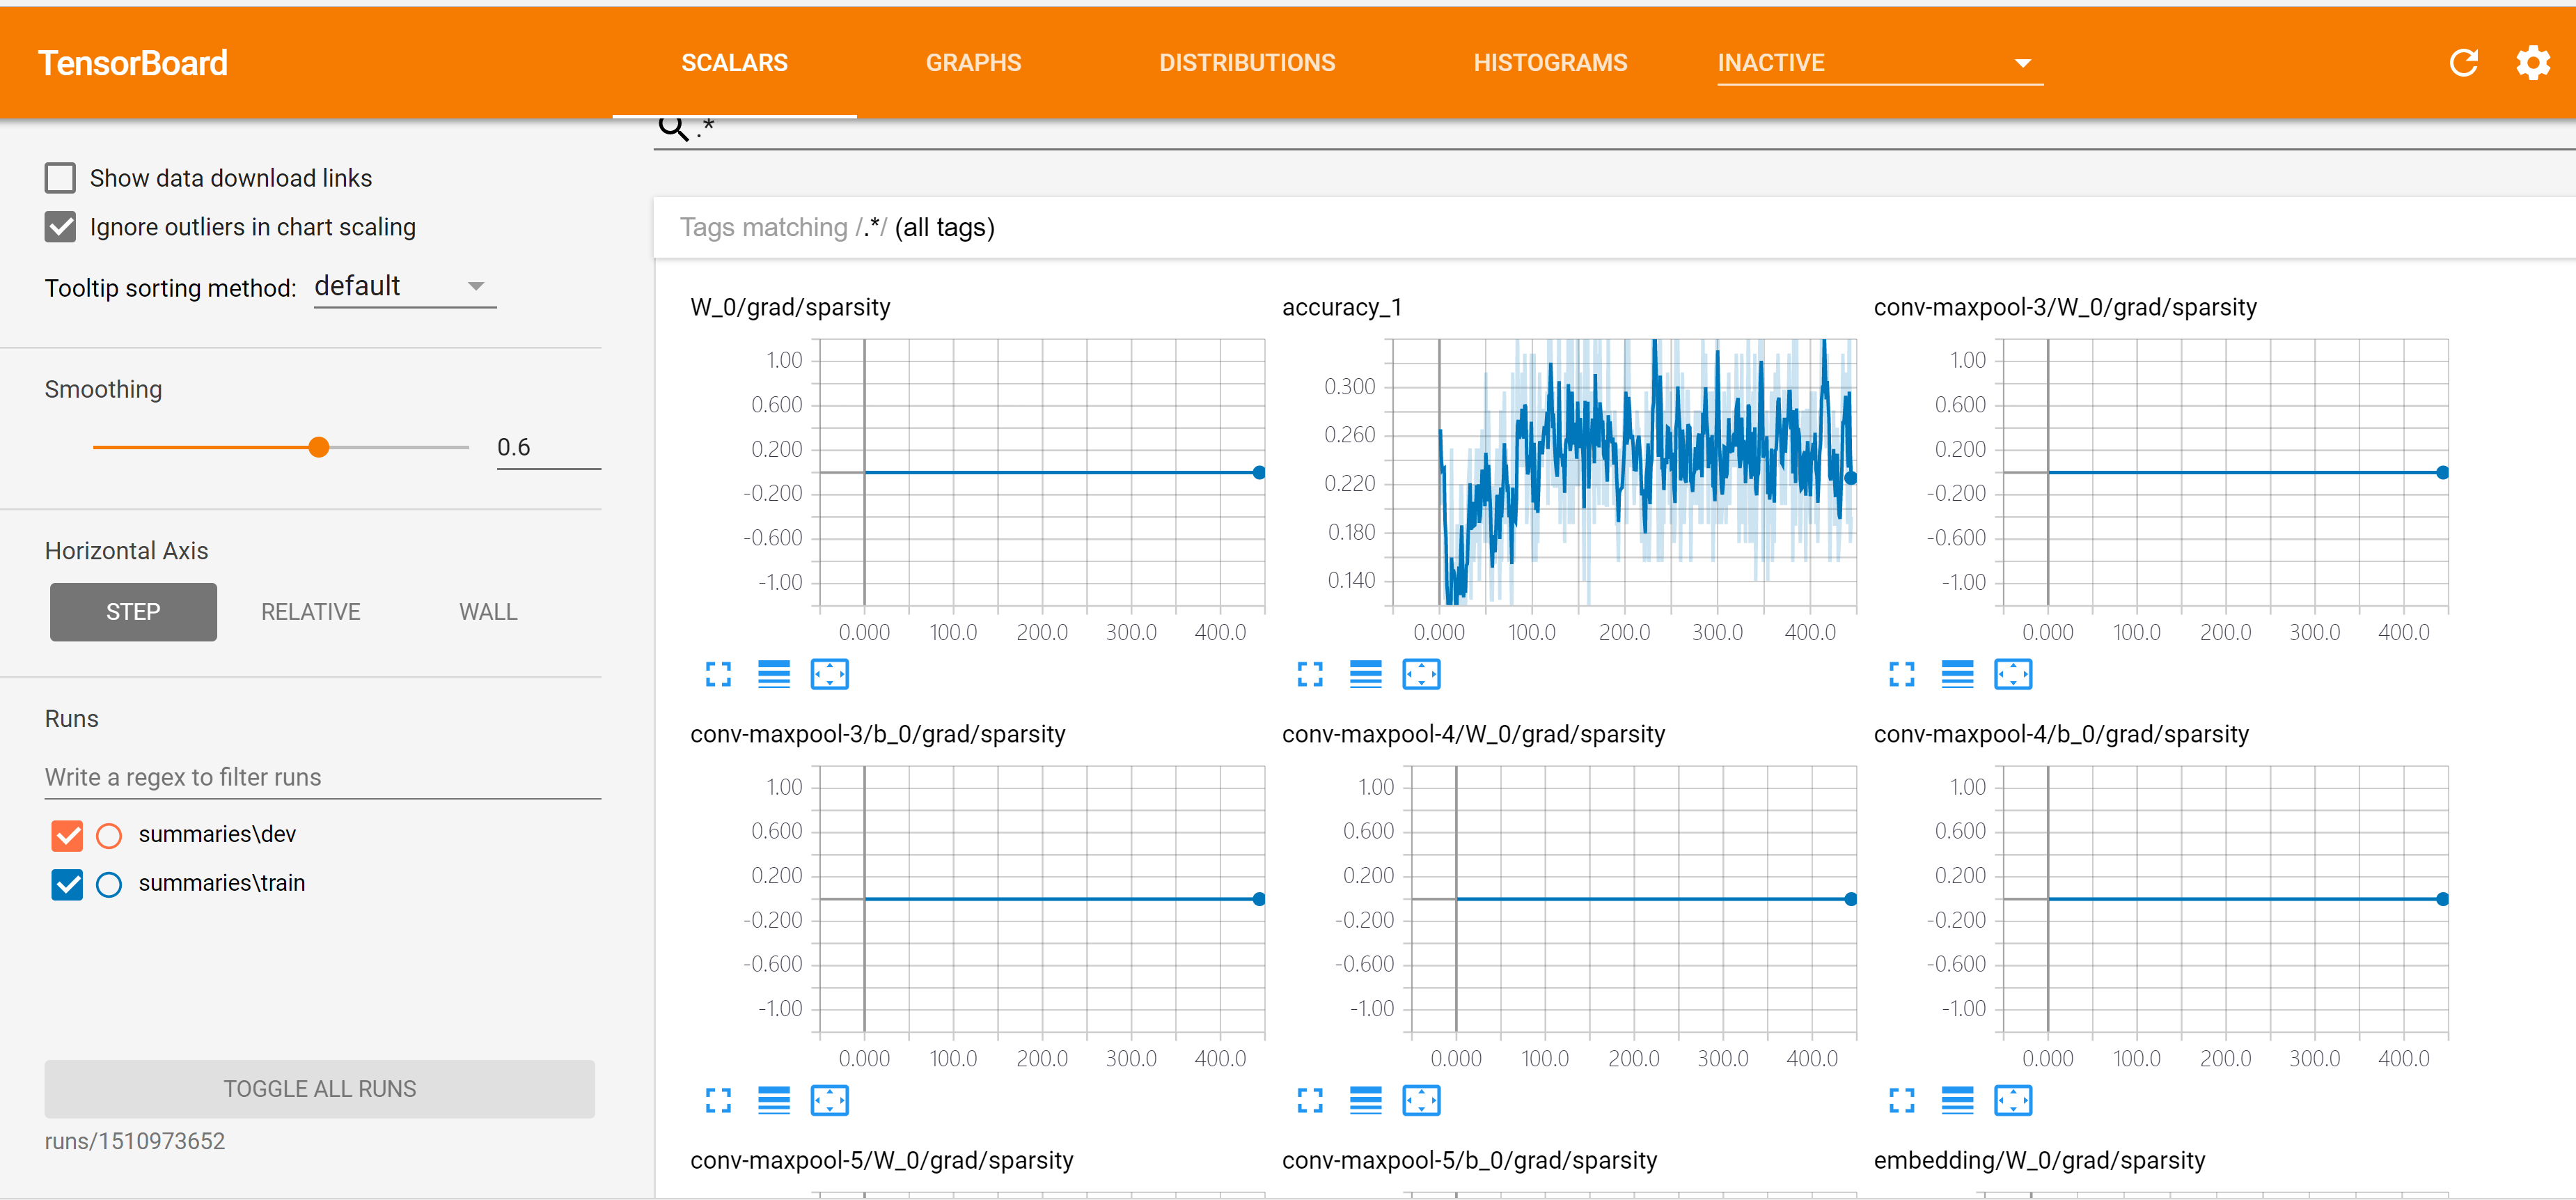 TensorBoard
SCALARS GRAPHS DISTRIBUTIONS HISTOGRAMS INACTIVE
.*
Show data download links
Ignore outliers in chart scaling
Tooltip sorting method: default
Smoothing
0.6
Horizontal Axis
STEP RELATIVE WALL
Runs
Write a regex to filter runs
summaries\dev
summaries\train
TOGGLE ALL RUNS
runs/1510973652
Tags matching /.*/ (all tags)
W_0/grad/sparsity
1.00
0.600
0.200
-0.200
-0.600
-1.00
0.000 100.0 200.0 300.0 400.0
accuracy_1
0.300
0.260
0.220
0.180
0.140
0.000 100.0 200.0 300.0 400.0
conv-maxpool-3/W_0/grad/sparsity
1.00
0.600
0.200
-0.200
-0.600
-1.00
0.000 100.0 200.0 300.0 400.0
conv-maxpool-3/b_0/grad/sparsity
1.00
0.600
0.200
-0.200
-0.600
-1.00
0.000 100.0 200.0 300.0 400.0
conv-maxpool-4/W_0/grad/sparsity
1.00
0.600
0.200
-0.200
-0.600
-1.00
0.000 100.0 200.0 300.0 400.0
conv-maxpool-4/b_0/grad/sparsity
1.00
0.600
0.200
-0.200
-0.600
-1.00
0.000 100.0 200.0 300.0 400.0
conv-maxpool-5/W_0/grad/sparsity
conv-maxpool-5/b_0/grad/sparsity
embedding/W_0/grad/sparsity